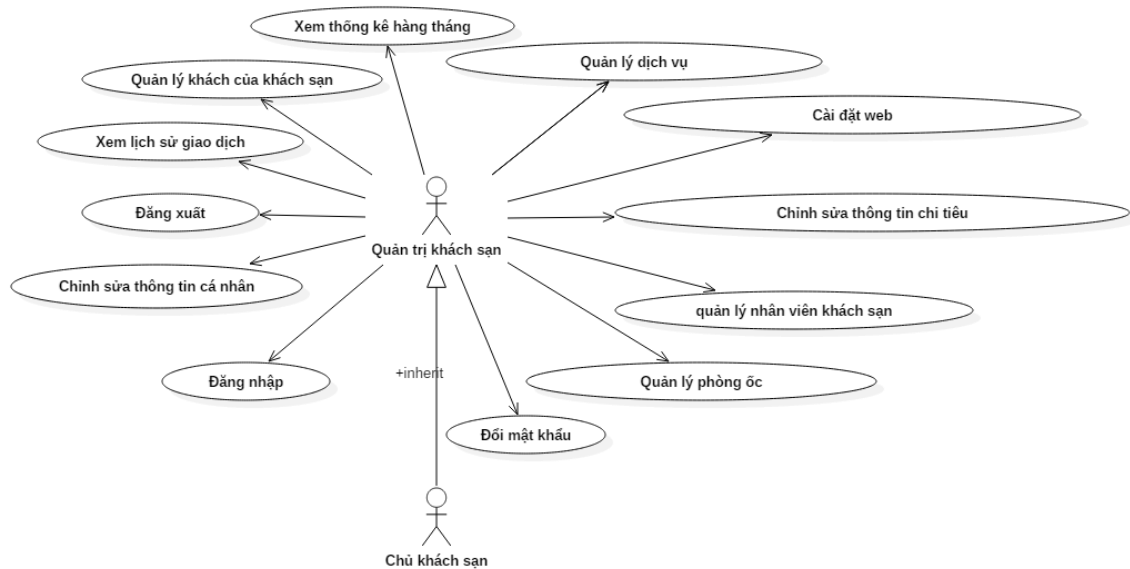 Xem thống kê hàng tháng
Quản lý dịch vụ
Quản lý khách của khách sạn
Cài đặt web
Xem lịch sử giao dịch
Đăng xuất
Chỉnh sửa thông tin chi tiêu
Quản trị khách sạn
Chỉnh sửa thông tin cá nhân
quản lý nhân viên khách sạn
+inherit
Đăng nhập
Quản lý phòng ốc
Đổi mật khẩu
Chủ khách sạn